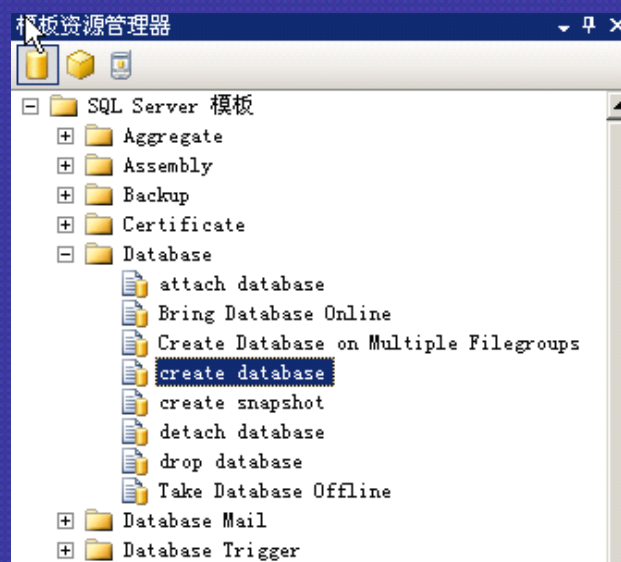 模板资源管理器
SQL Server 模板
Aggregate
Assembly
Backup
Certificate
Database
attach database
Bring Database Online
Create Database on Multiple Filegroups
create database
create snapshot
detach database
drop database
Take Database Offline
Database Mail
Database Trigger